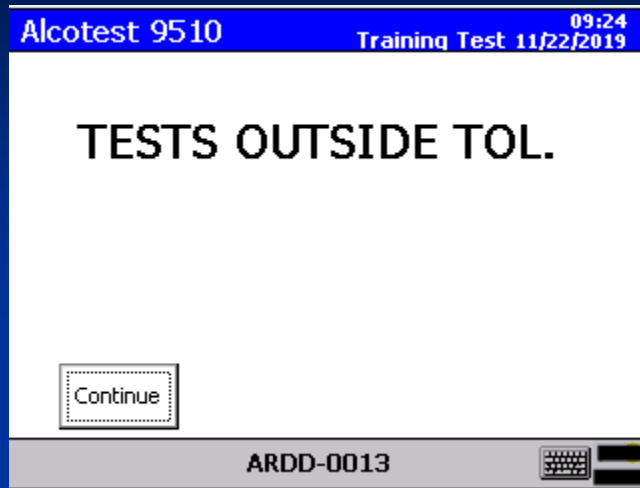 Alcotest 9510
09:24
Training Test 11/22/2019
TESTS OUTSIDE TOL.
Continue
ARDD-0013